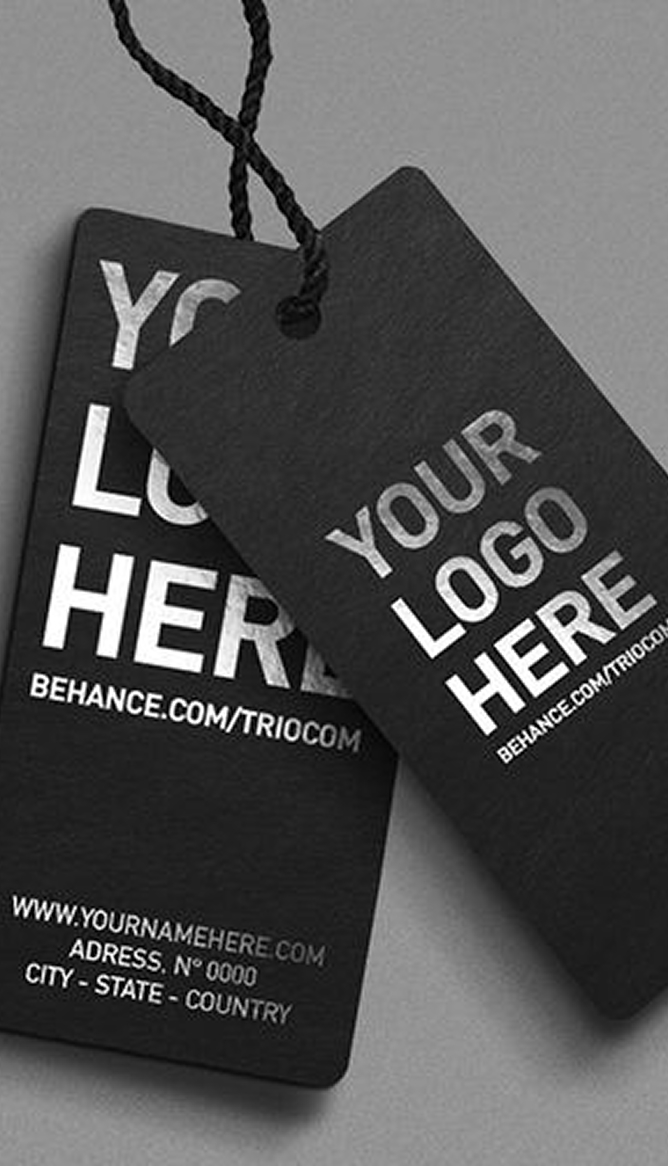 YO
LO
HERE
BEHANCE.COM/TRIOCOM
WWW.YOURNAMEHERE.COM
ADRESS. Nº 0000
CITY - STATE - COUNTRY
YOUR
LOGO
HERE
BEHANCE.COM/TRIOCOM